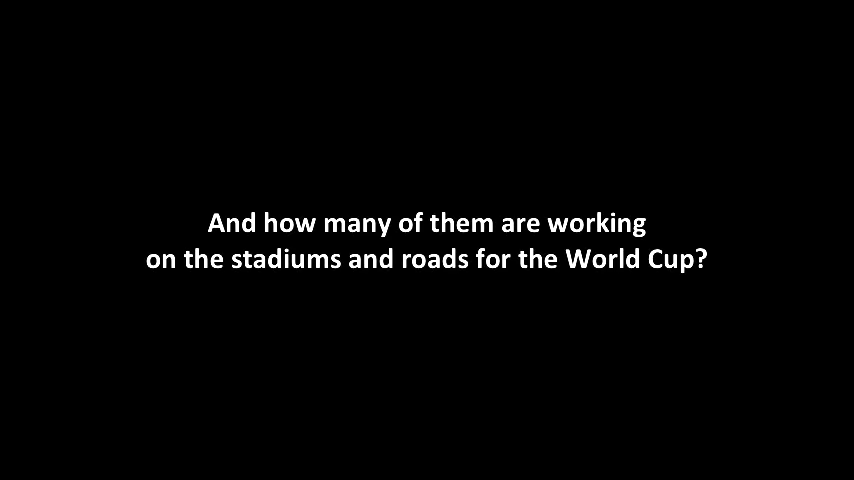 And how many of them are working
on the stadiums and roads for the World Cup?